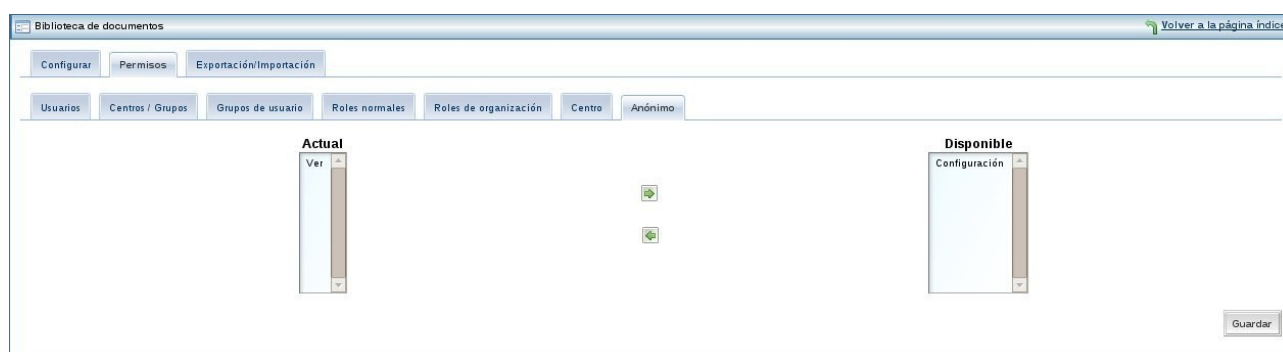 Biblioteca de documentos Volver a la página índice
Configurar Permisos Exportación/Importación
Usuarios Centros / Grupos Grupos de usuario Roles normales Roles de organización Centro Anónimo
Actual Disponible
Ver Configuración
Guardar